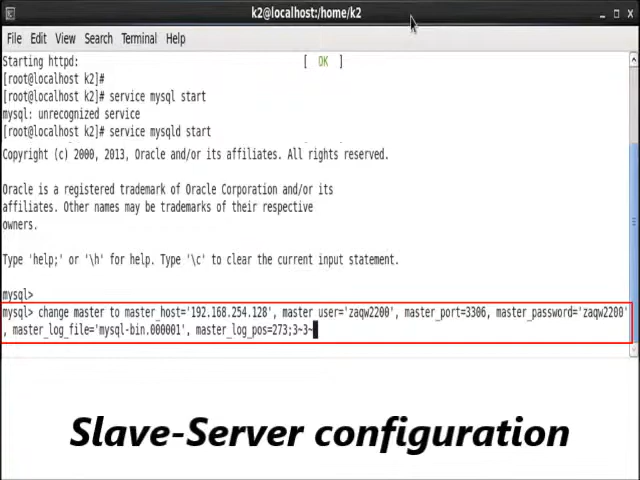 k2@localhost:/home/k2
File Edit View Search Terminal Help
Starting httpd: [ OK ]
[root@localhost k2]#
[root@localhost k2]# service mysql start
mysql: unrecognized service
[root@localhost k2]# service mysqld start
Copyright (c) 2000, 2013, Oracle and/or its affiliates. All rights reserved.
Oracle is a registered trademark of Oracle Corporation and/or its
affiliates. Other names may be trademarks of their respective
owners.
Type 'help;' or '\h' for help. Type '\c' to clear the current input statement.
mysql>
mysql> change master to master_host='192.168.254.128', master_user='zaqw2200', master_port=3306, master_password='zaqw2200'
, master_log_file='mysql-bin.000001', master_log_pos=273;3~3~
Slave-Server configuration